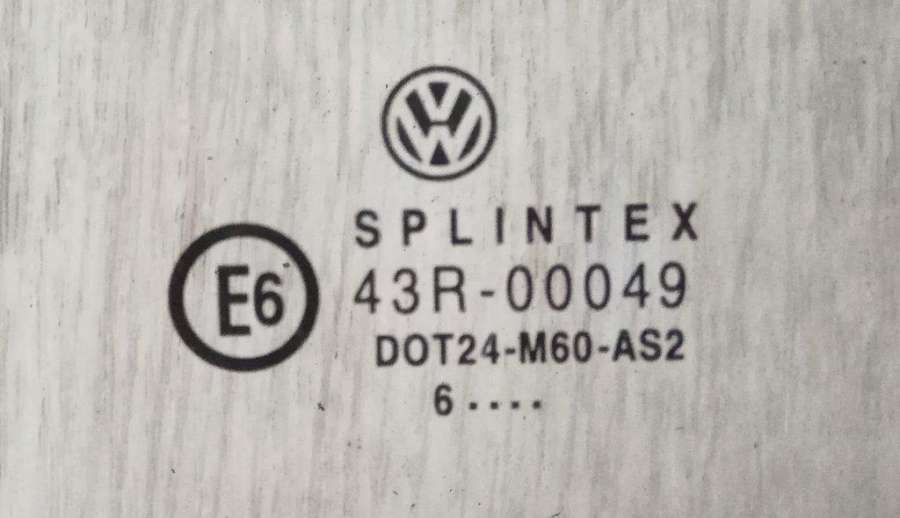 SPLINTEX
E6
43R-00049
DOT24-M60-AS2
6 ....